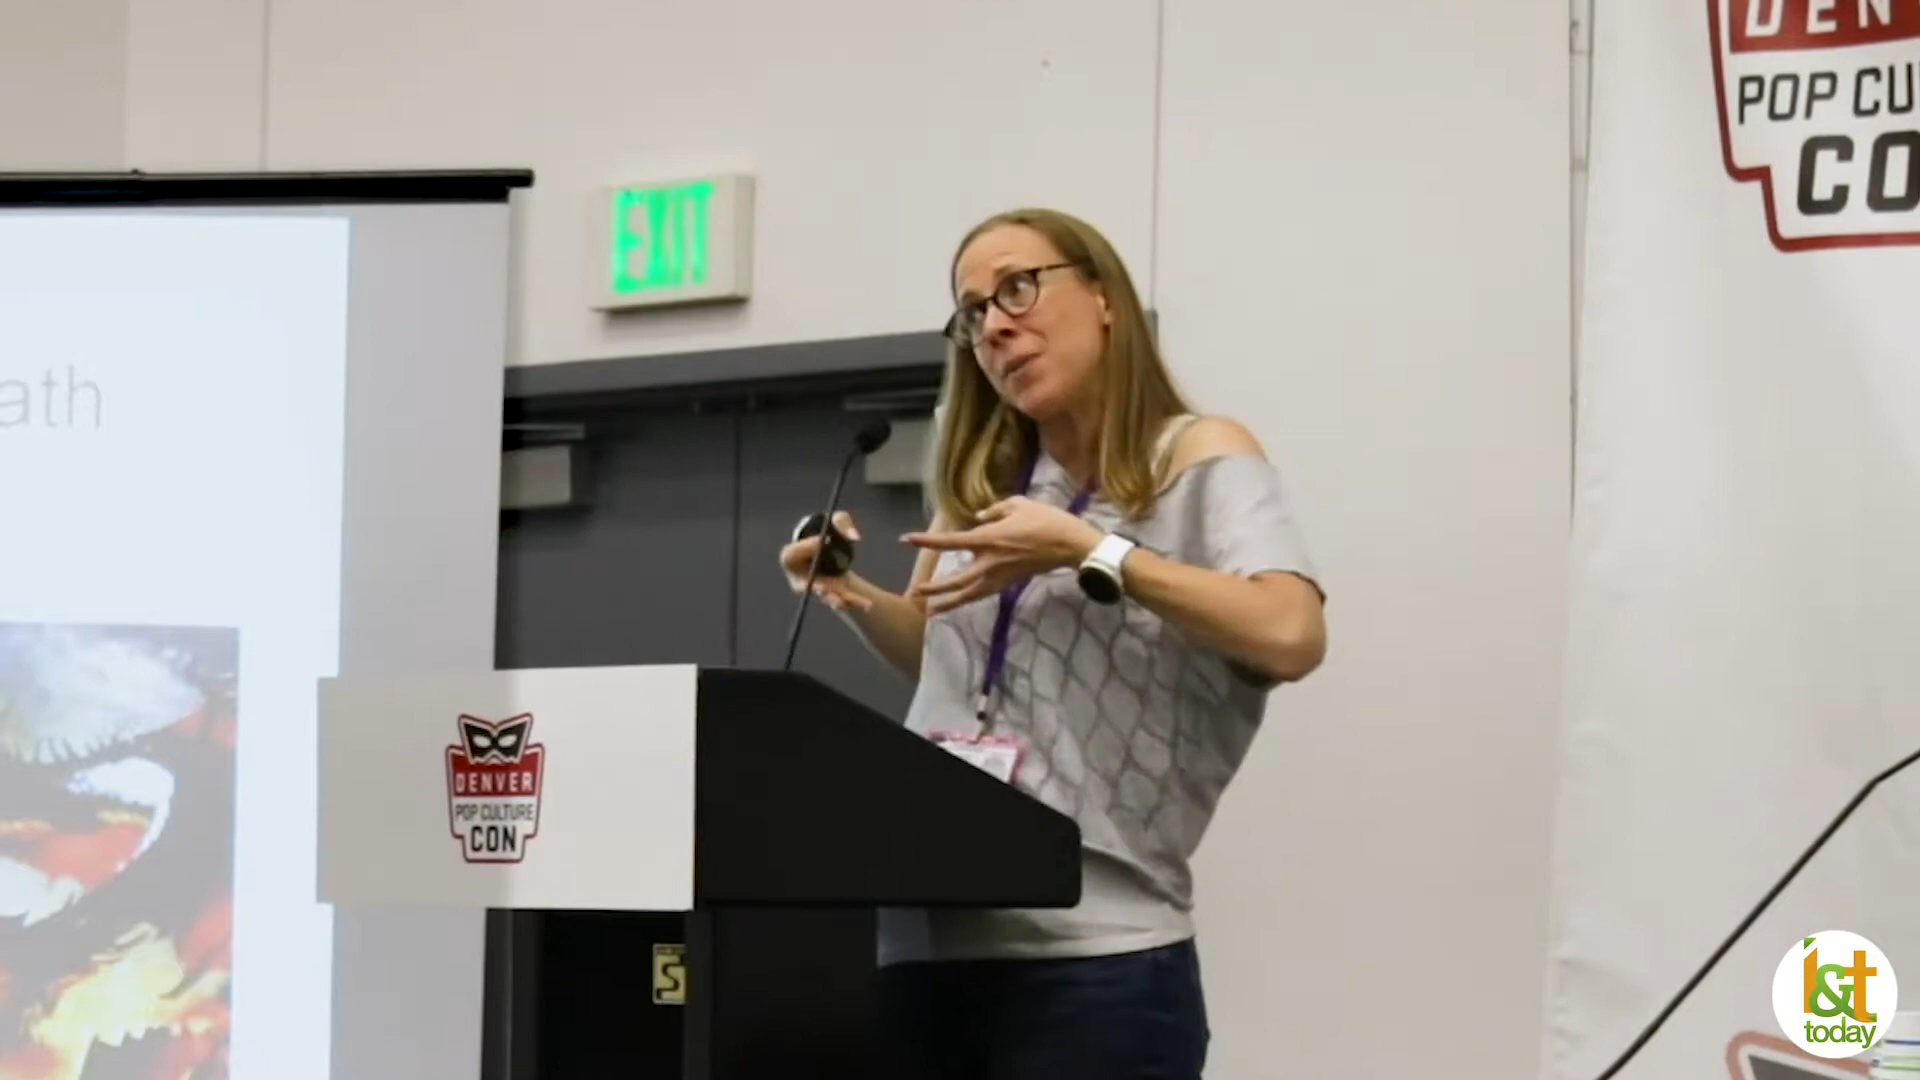 DEN
POP CU
CO
EXIT
ath
DENVER
POP CULTURE
CON
i&t
today